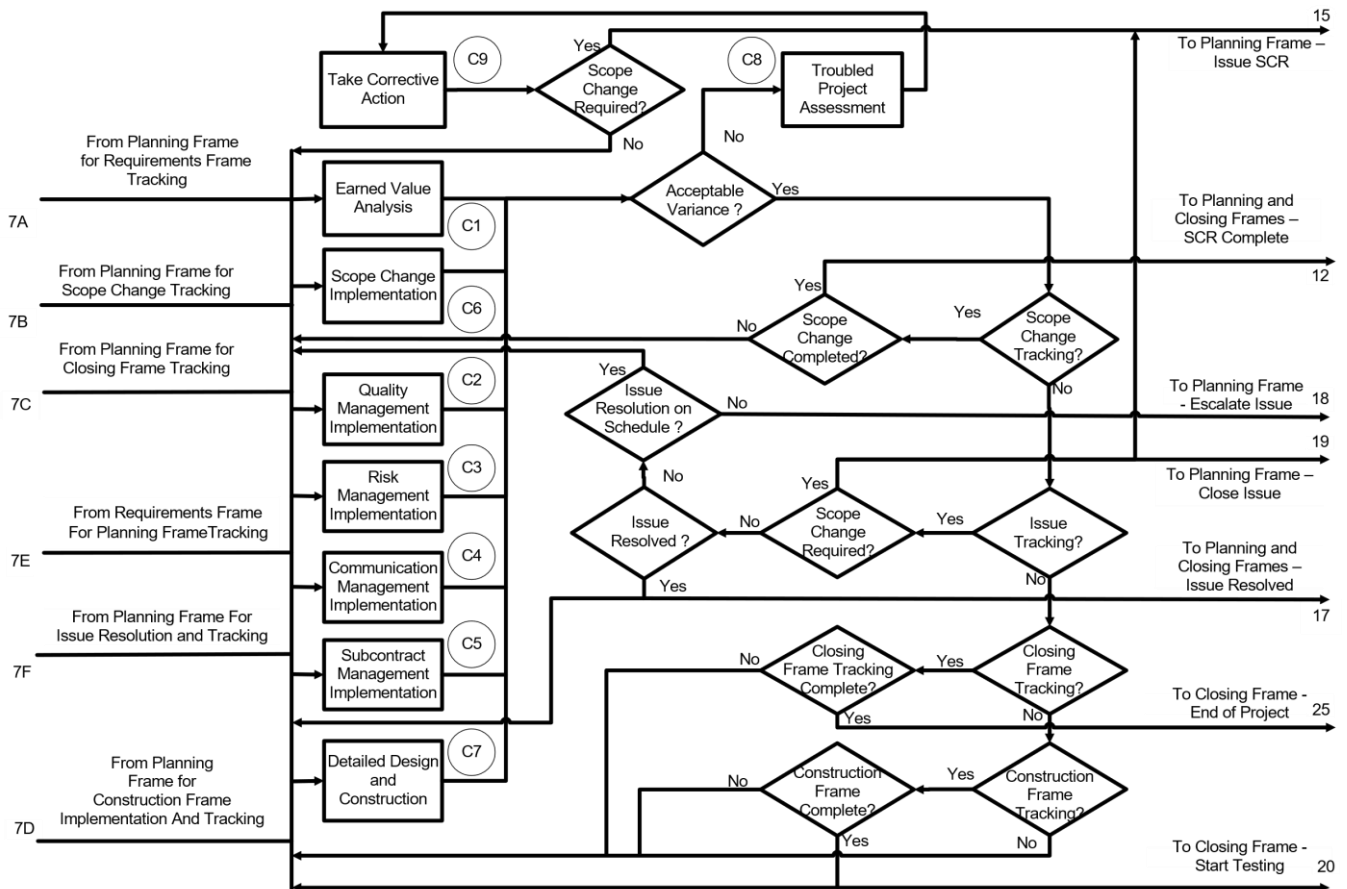 15
To Planning Frame –
Issue SCR
Take Corrective
Action
C9
Yes
Scope
Change
Required?
No
C8
Troubled
Project
Assessment
From Planning Frame
for Requirements Frame
Tracking
7A
Earned Value
Analysis
C1
No
Acceptable
Variance ?
Yes
To Planning and
Closing Frames –
SCR Complete
12
From Planning Frame for
Scope Change Tracking
7B
Scope Change
Implementation
C6
Yes
No
Scope
Change
Completed?
Yes
Scope
Change
Tracking?
No
From Planning Frame for
Closing Frame Tracking
7C
Quality
Management
Implementation
C2
Yes
Issue
Resolution on
Schedule ?
No
To Planning Frame
- Escalate Issue
18
Risk
Management
Implementation
C3
No
Yes
19
To Planning Frame –
Close Issue
From Requirements Frame
For Planning FrameTracking
7E
Issue
Resolved ?
No
Scope
Change
Required?
Yes
Issue
Tracking?
No
Communication
Management
Implementation
C4
Yes
To Planning and
Closing Frames –
Issue Resolved
17
From Planning Frame For
Issue Resolution and Tracking
7F
Subcontract
Management
Implementation
C5
No
Closing
Frame Tracking
Complete?
Yes
Yes
Closing
Frame
Tracking?
No
To Closing Frame -
End of Project
25
From Planning
Frame for
Construction Frame
Implementation And Tracking
7D
Detailed Design
and
Construction
C7
No
Construction
Frame
Complete?
Yes
Yes
Construction
Frame
Tracking?
No
To Closing Frame -
Start Testing
20